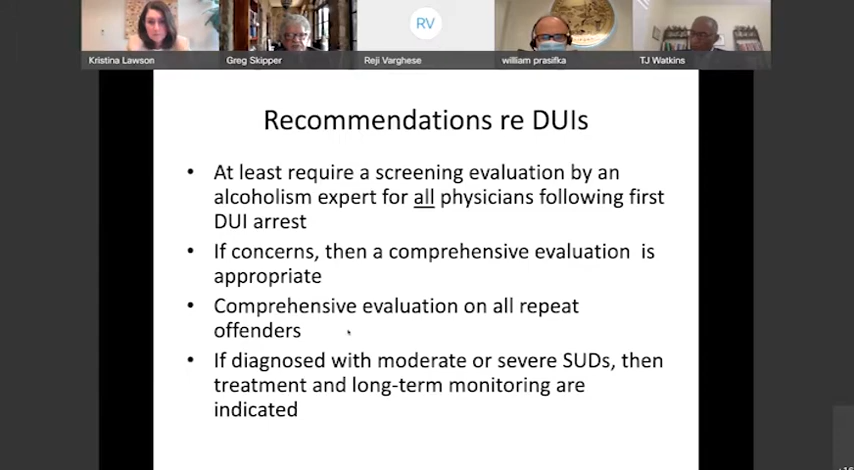 RV
Kristina Lawson
Greg Skipper
Reji Varghese
william prasifka
TJ Watkins
Recommendations re DUIs
• At least require a screening evaluation by an
alcoholism expert for all physicians following first
DUI arrest
• If concerns, then a comprehensive evaluation is
appropriate
• Comprehensive evaluation on all repeat
offenders
• If diagnosed with moderate or severe SUDs, then
treatment and long-term monitoring are
indicated